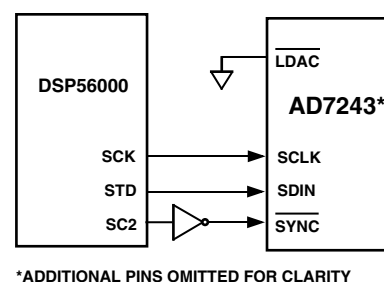 LDAC
DSP56000
AD7243*
SCK
SCLK
STD
SDIN
SC2
SYNC
*ADDITIONAL PINS OMITTED FOR CLARITY